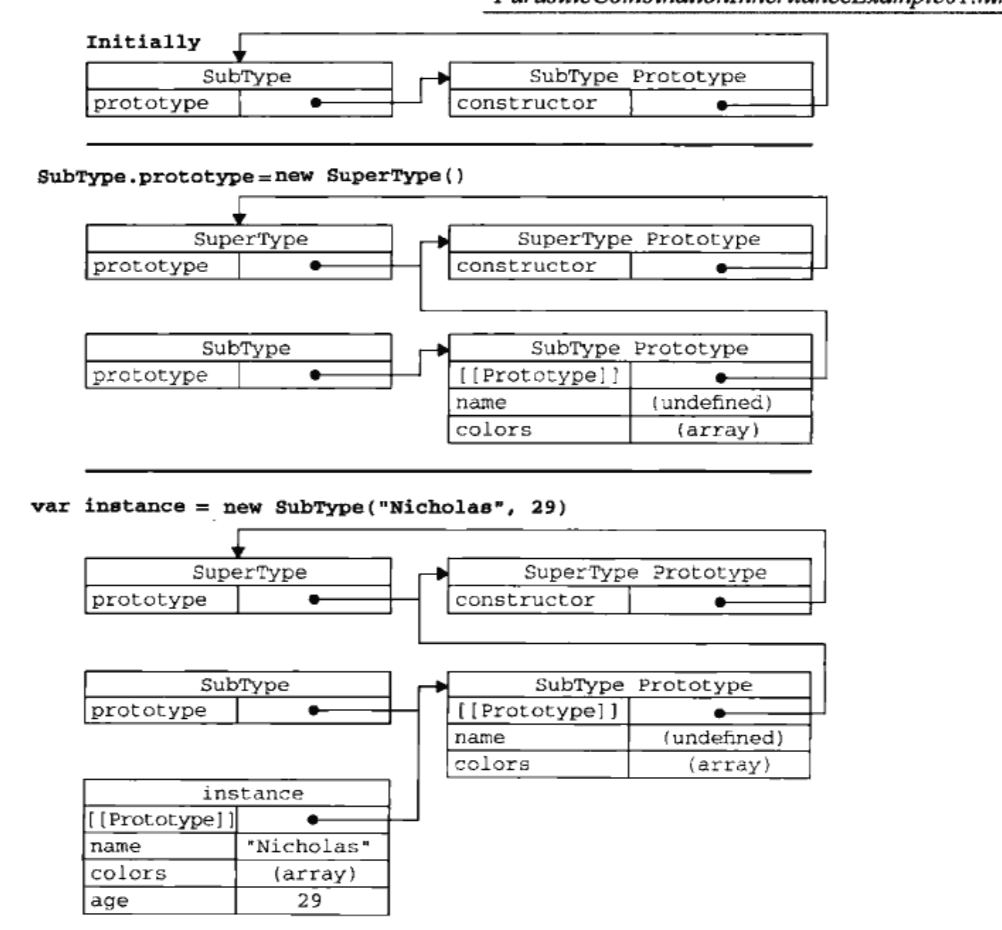 Initially
SubType
SubType Prototype
prototype
constructor
SubType.prototype=new SuperType()
SuperType
SuperType Prototype
prototype
constructor
SubType
SubType Prototype
prototype
[[Prototype]]
name
(undefined)
colors
(array)
var instance = new SubType("Nicholas", 29)
SuperType
SuperType Prototype
prototype
constructor
SubType
SubType Prototype
prototype
[[Prototype]]
name
(undefined)
colors
(array)
instance
[[Prototype]]
name
"Nicholas"
colors
(array)
age
29